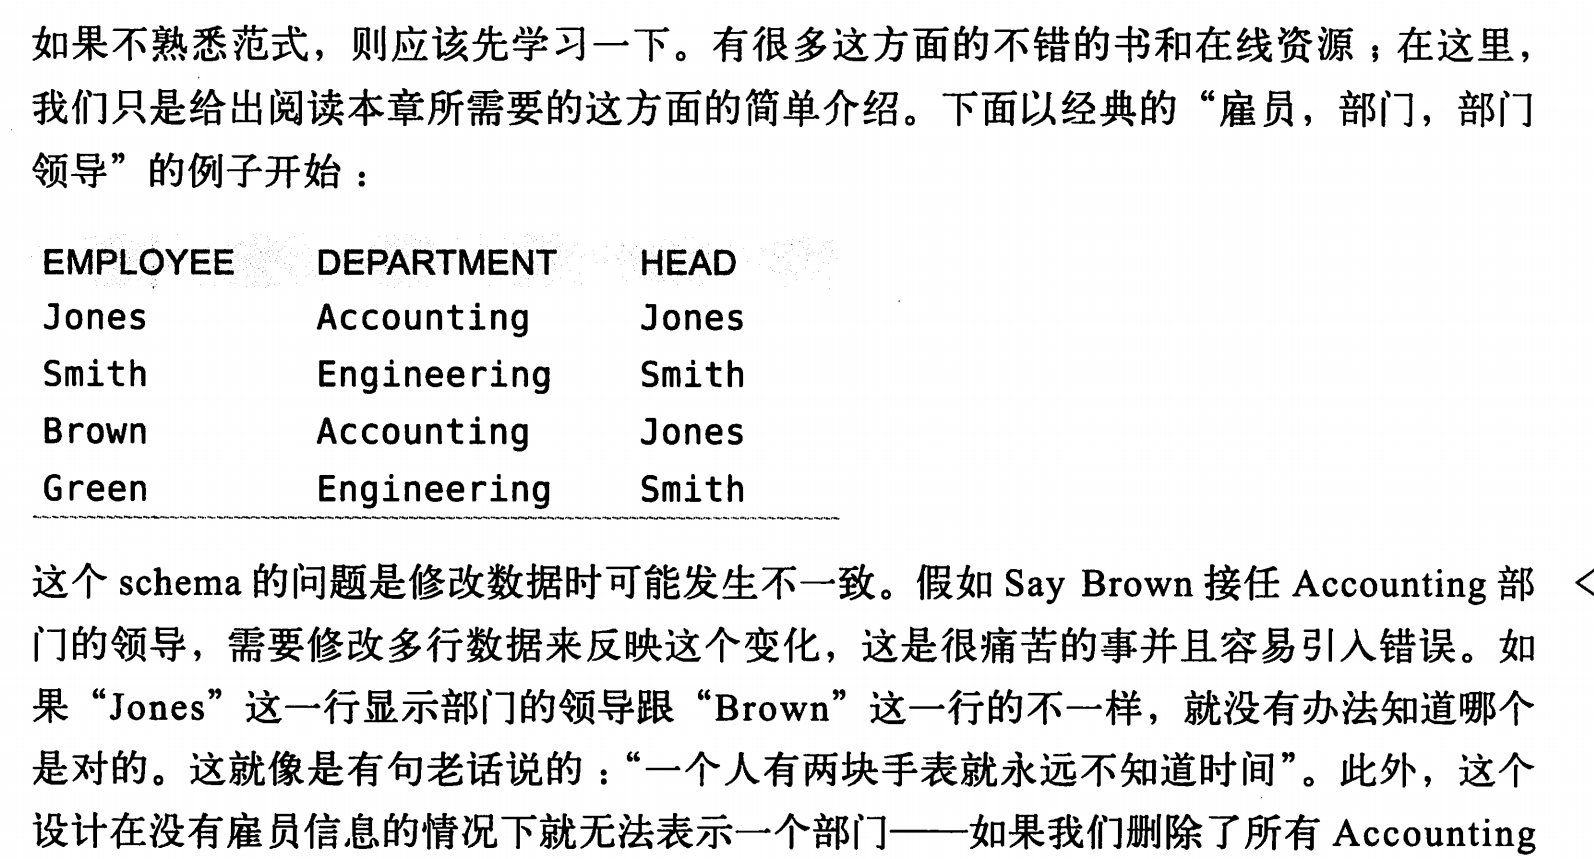 如果不熟悉范式，则应该先学习一下。有很多这方面的不错的书和在线资源；在这里，
我们只是给出阅读本章所需要的这方面的简单介绍。下面以经典的“雇员，部门，部门
领导”的例子开始：
EMPLOYEE DEPARTMENT HEAD
Jones Accounting Jones
Smith Engineering Smith
Brown Accounting Jones
Green Engineering Smith
这个 schema 的问题是修改数据时可能发生不一致。假如 Say Brown 接任 Accounting 部
门的领导，需要修改多行数据来反映这个变化，这是很痛苦的事并且容易引入错误。如
果“Jones”这一行显示部门的领导跟“Brown”这一行的不一样，就没有办法知道哪个
是对的。这就像是有句老话说的：“一个人有两块手表就永远不知道时间”。此外，这个
设计在没有雇员信息的情况下就无法表示一个部门——如果我们删除了所有 Accounting